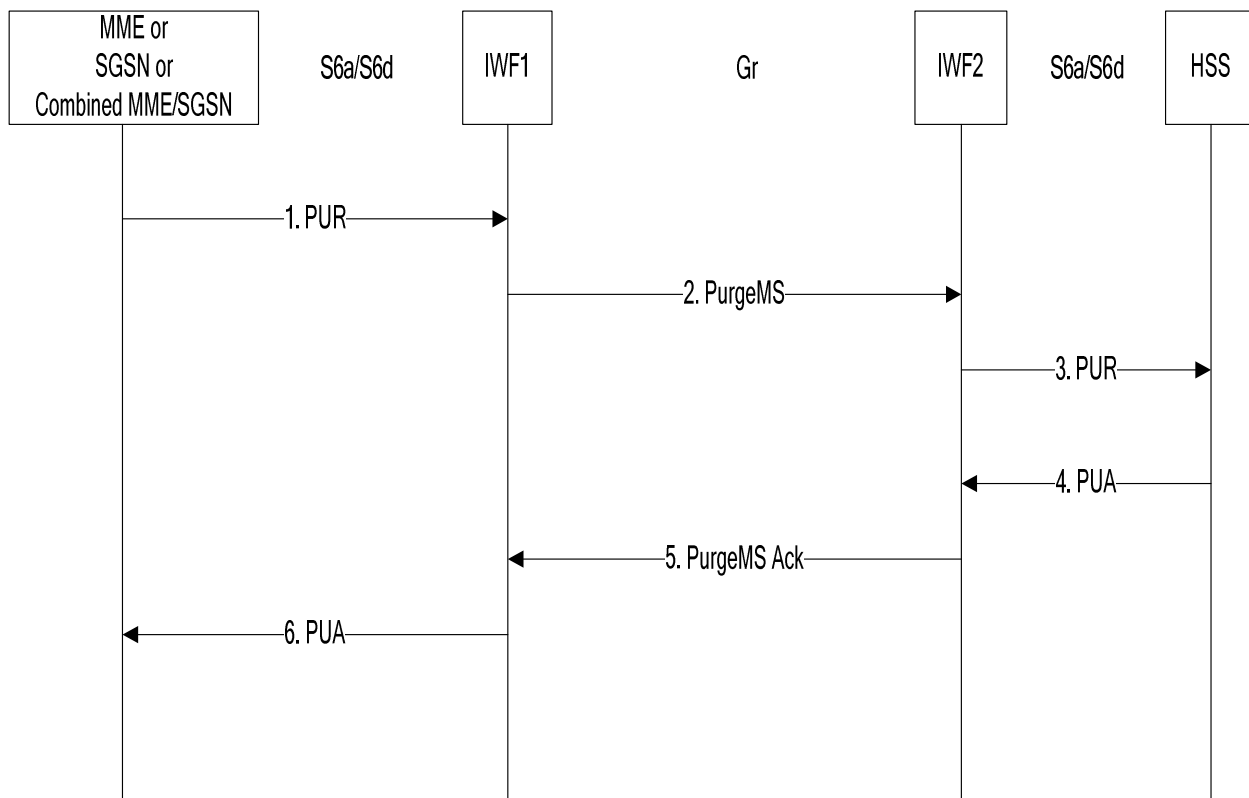 MME or
SGSN or
Combined MME/SGSN
S6a/S6d
IWF1
Gr
IWF2
S6a/S6d
HSS
1. PUR
2. PurgeMS
3. PUR
4. PUA
5. PurgeMS Ack
6. PUA